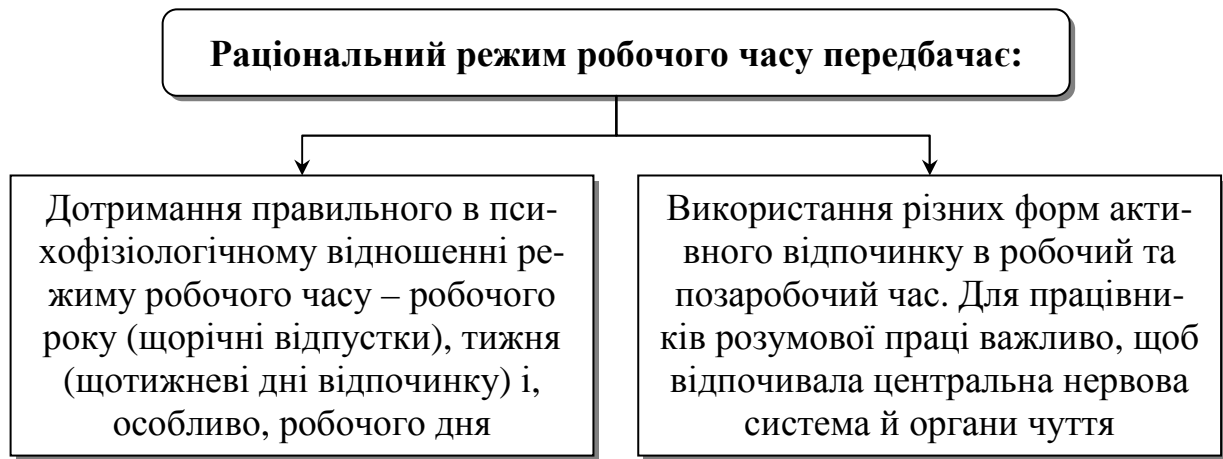 Раціональний режим робочого часу передбачає:
Дотримання правильного в пси-
хофізіологічному відношенні ре-
жиму робочого часу – робочого
року (щорічні відпустки), тижня
(щотижневі дні відпочинку) і,
особливо, робочого дня
Використання різних форм акти-
вного відпочинку в робочий та
позаробочий час. Для працівни-
ків розумової праці важливо, щоб
відпочивала центральна нервова
система й органи чуття